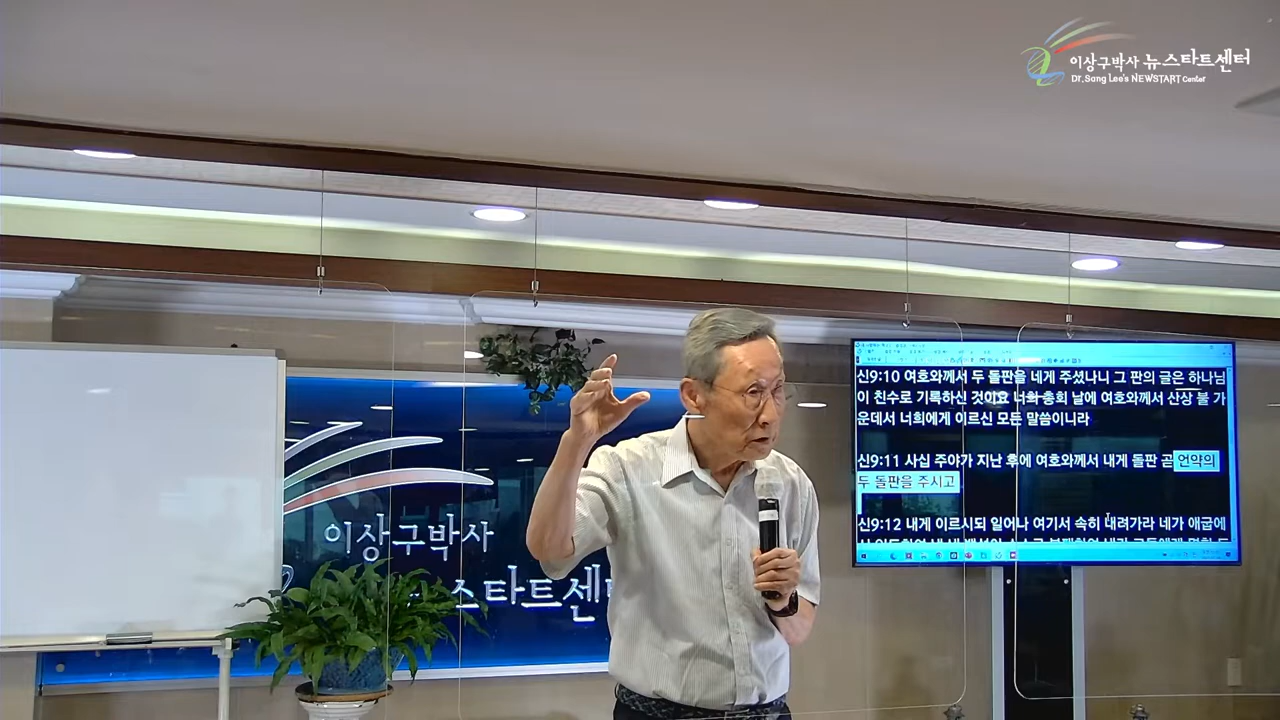 이상구박사 뉴스타트센터
Dr. Sang Lee's NEWSTART Center
신9:10 여호와께서 두 돌판을 네게 주셨나니 그 판의 글은 하나님
이 친수로 기록하신 것이요 너희 총회 날에 여호와께서 산상 불 가
운데서 너희에게 이르신 모든 말씀이니라
신9:11 사십 주야가 지난 후에 여호와께서 내게 돌판 곧 언약의
두 돌판을 주시고
신9:12 내게 이르시되 일어나 여기서 속히 내려가라 네가 애굽에
이상구박사
스타트센